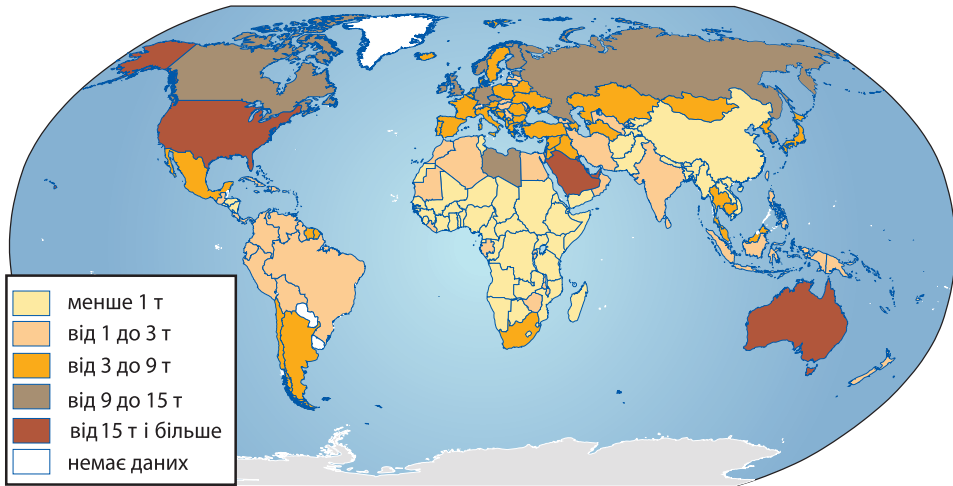 менше 1 т
від 1 до 3 т
від 3 до 9 т
від 9 до 15 т
від 15 т і більше
немає даних